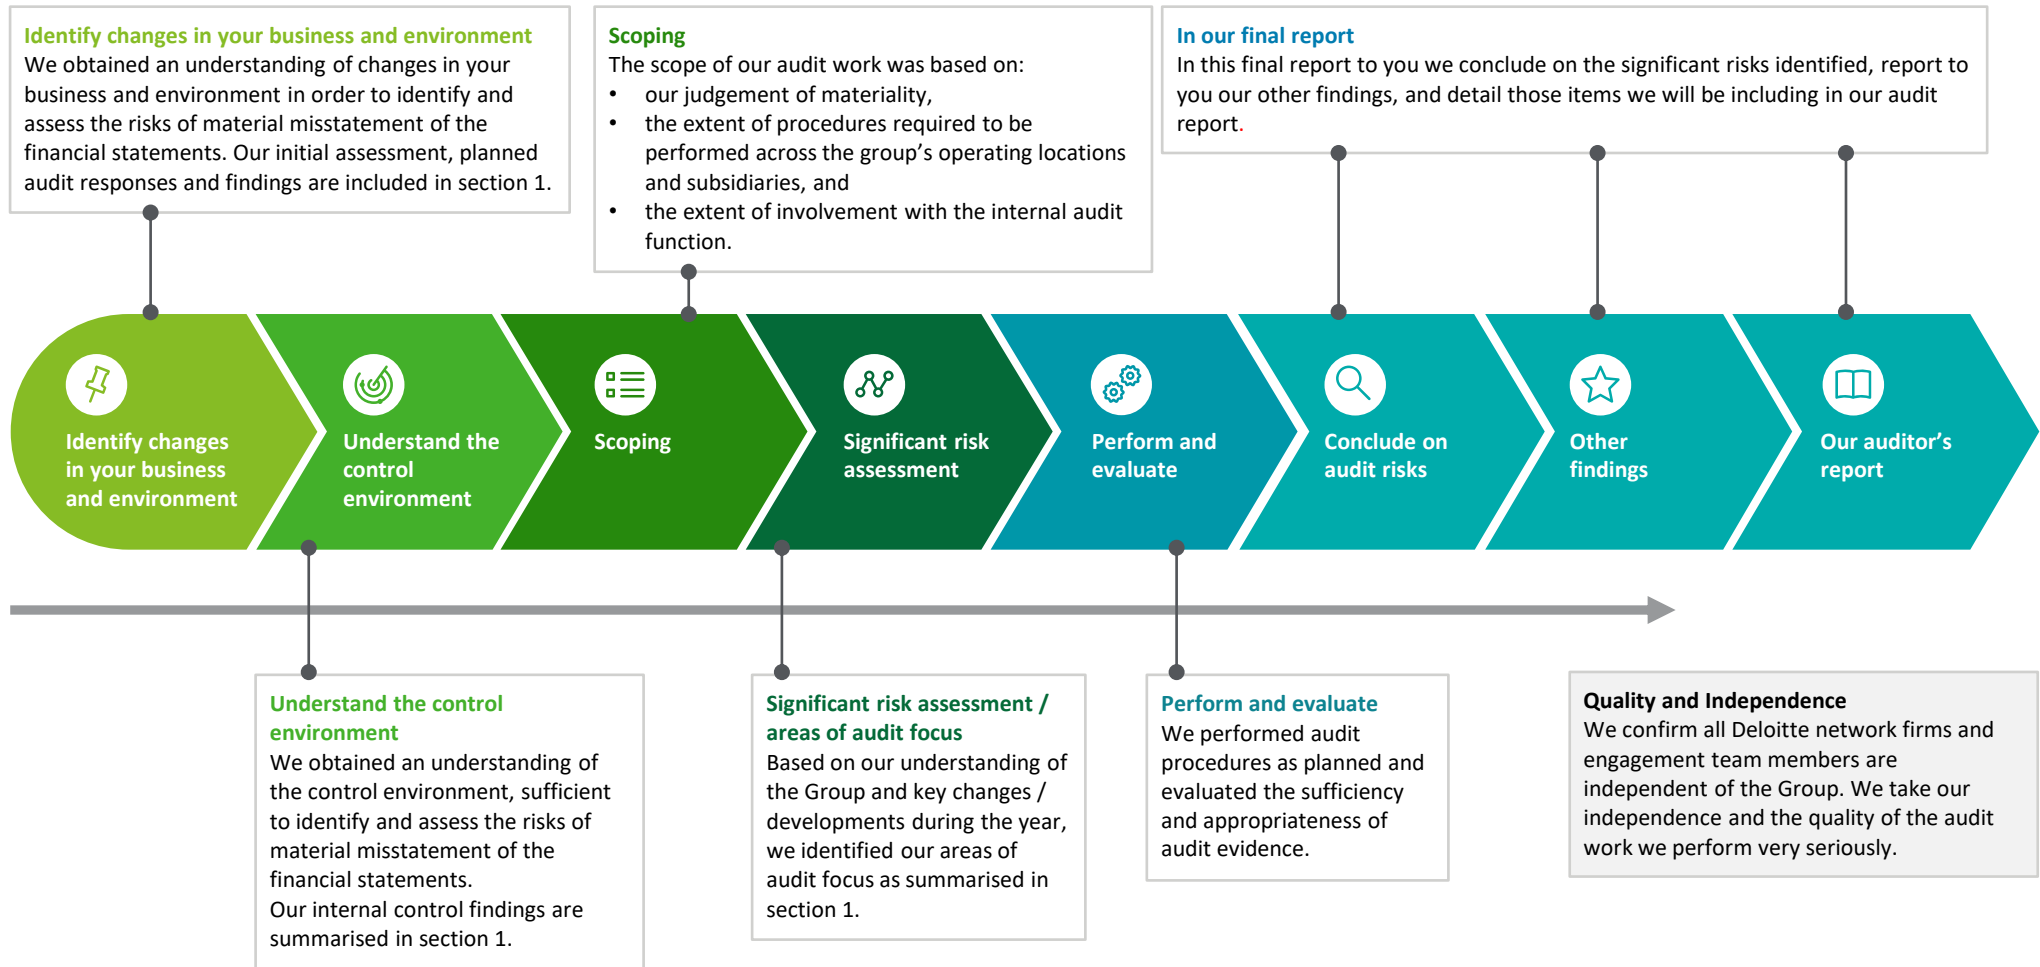 Identify changes in your business and environment
We obtained an understanding of changes in your
business and environment in order to identify and
assess the risks of material misstatement of the
financial statements. Our initial assessment, planned
audit responses and findings are included in section 1.
Scoping
The scope of our audit work was based on:
• our judgement of materiality,
• the extent of procedures required to be
performed across the group’s operating locations
and subsidiaries, and
• the extent of involvement with the internal audit
function.
In our final report
In this final report to you we conclude on the significant risks identified, report to
you our other findings, and detail those items we will be including in our audit
report.
Identify changes
in your business
and environment
Understand the
control
environment
Scoping
Significant risk
assessment
Perform and
evaluate
Conclude on
audit risks
Other
findings
Our auditor’s
report
Understand the control
environment
We obtained an understanding of
the control environment, sufficient
to identify and assess the risks of
material misstatement of the
financial statements.
Our internal control findings are
summarised in section 1.
Significant risk assessment /
areas of audit focus
Based on our understanding of
the Group and key changes /
developments during the year,
we identified our areas of
audit focus as summarised in
section 1.
Perform and evaluate
We performed audit
procedures as planned and
evaluated the sufficiency
and appropriateness of
audit evidence.
Quality and Independence
We confirm all Deloitte network firms and
engagement team members are
independent of the Group. We take our
independence and the quality of the audit
work we perform very seriously.